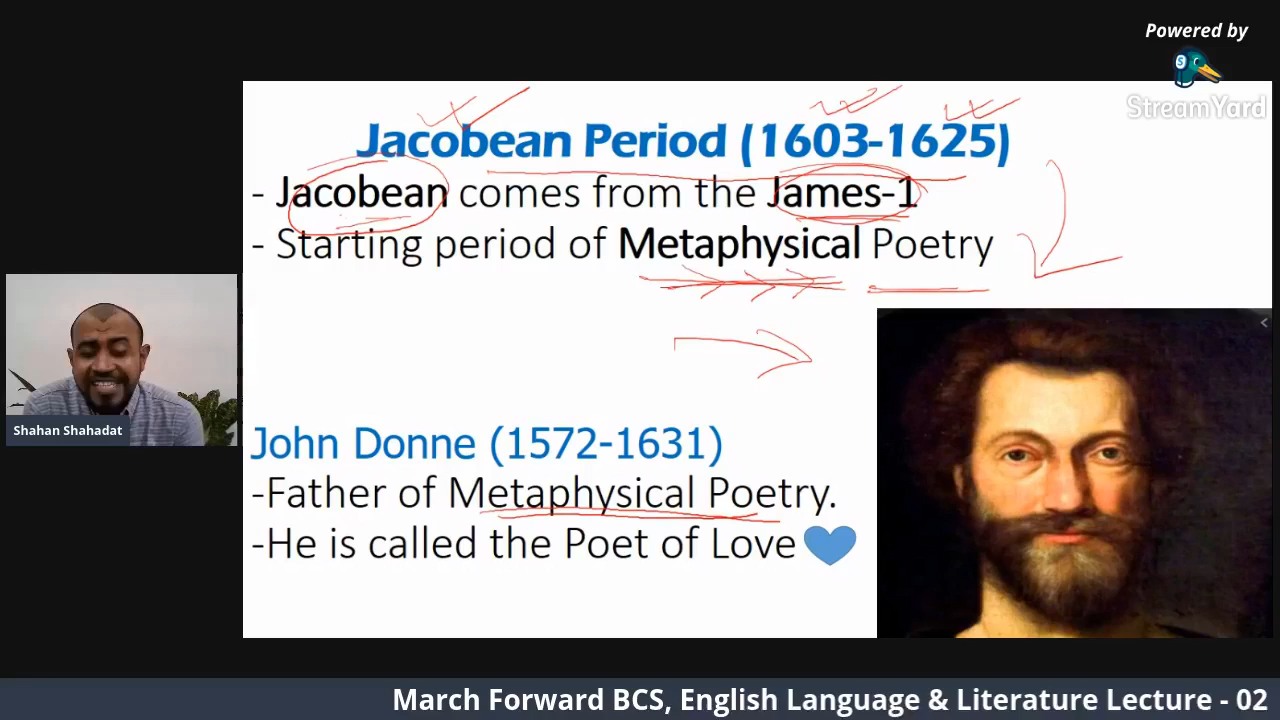 Powered by
StreamYard
Jacobean Period (1603-1625)
- Jacobean comes from the James-1
- Starting period of Metaphysical Poetry
Shahan Shahadat
John Donne (1572-1631)
-Father of Metaphysical Poetry.
-He is called the Poet of Love
March Forward BCS, English Language & Literature Lecture - 02